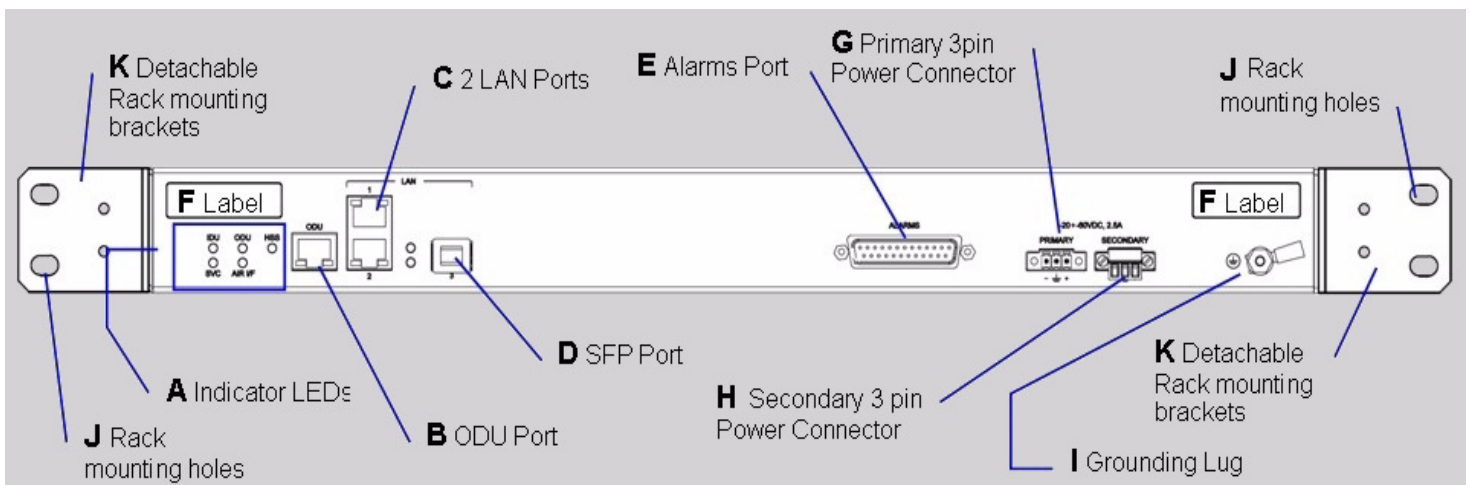 K Detachable
Rack mounting
brackets
C 2 LAN Ports
E Alarms Port
G Primary 3pin
Power Connector
J Rack
mounting holes
F Label
LAN
1
ODU
2
3
IDU ODU HSS
SVC AIR I/F
ALARMS
-20÷-60VDC, 2.5A
PRIMARY SECONDARY
- +
F Label
A Indicator LEDs
J Rack
mounting holes
B ODU Port
D SFP Port
H Secondary 3 pin
Power Connector
K Detachable
Rack mounting
brackets
I Grounding Lug